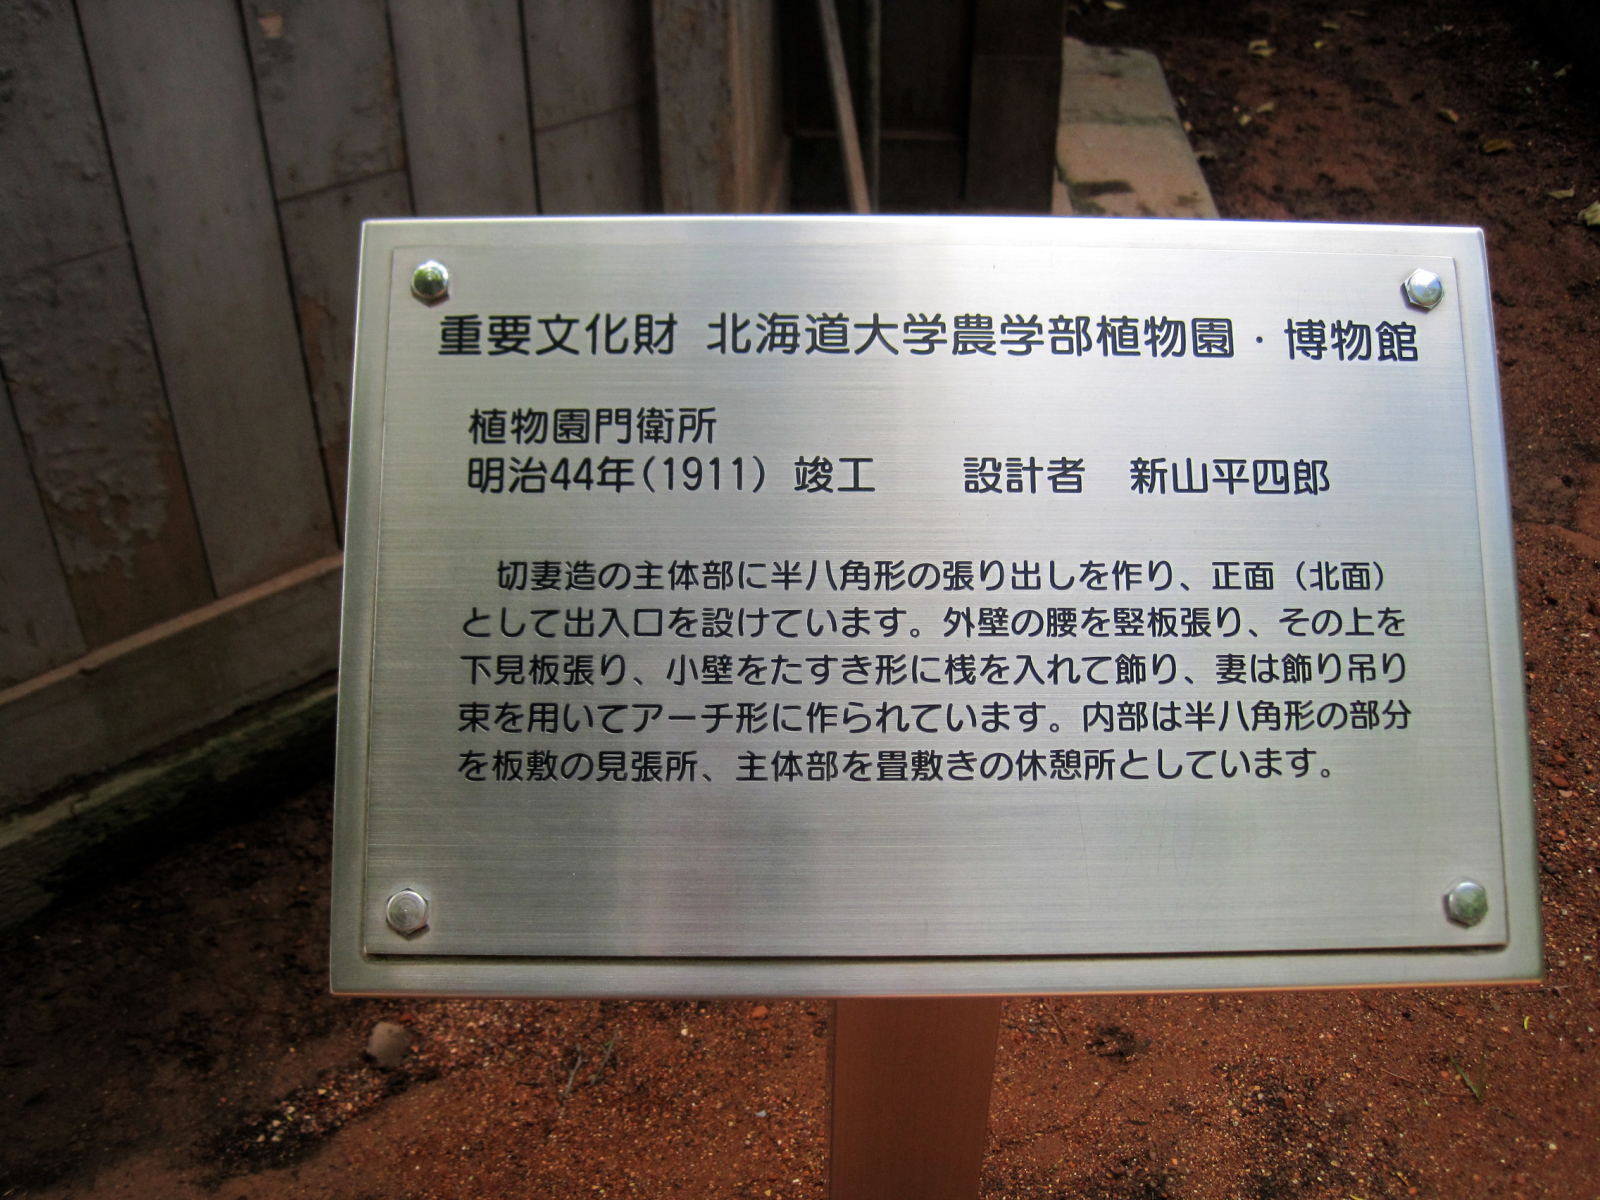 重要文化財 北海道大学農学部植物園・博物館
植物園門衛所
明治44年(1911) 竣工　　設計者　新山平四郎
切妻造の主体部に半八角形の張り出しを作り、正面（北面）
として出入口を設けています。外壁の腰を竪板張り、その上を
下見板張り、小壁をたすき形に桟を入れて飾り、妻は飾り吊り
束を用いてアーチ形に作られています。内部は半八角形の部分
を板敷の見張所、主体部を畳敷きの休憩所としています。